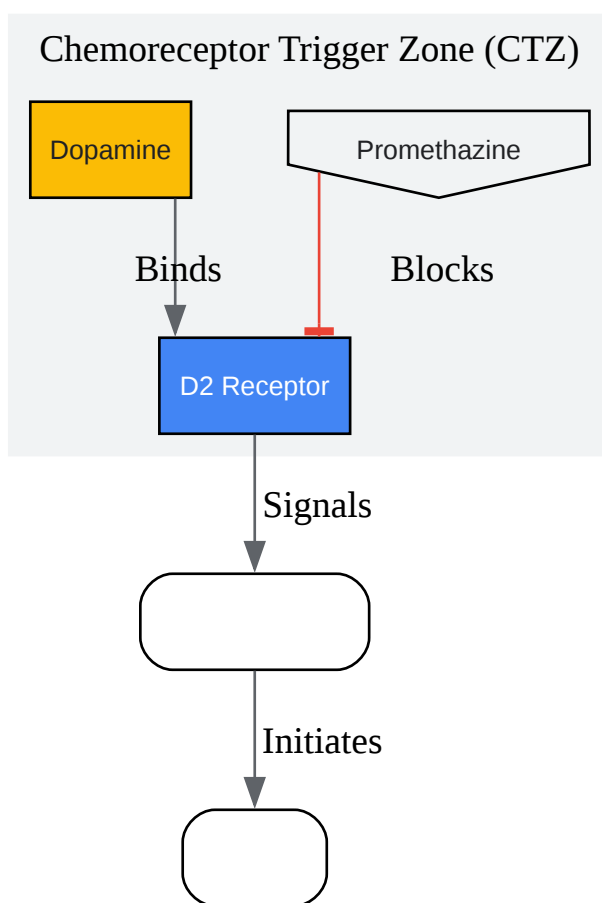 Chemoreceptor Trigger Zone (CTZ)
Dopamine
Promethazine
Binds
Blocks
D2 Receptor
Signals
Initiates